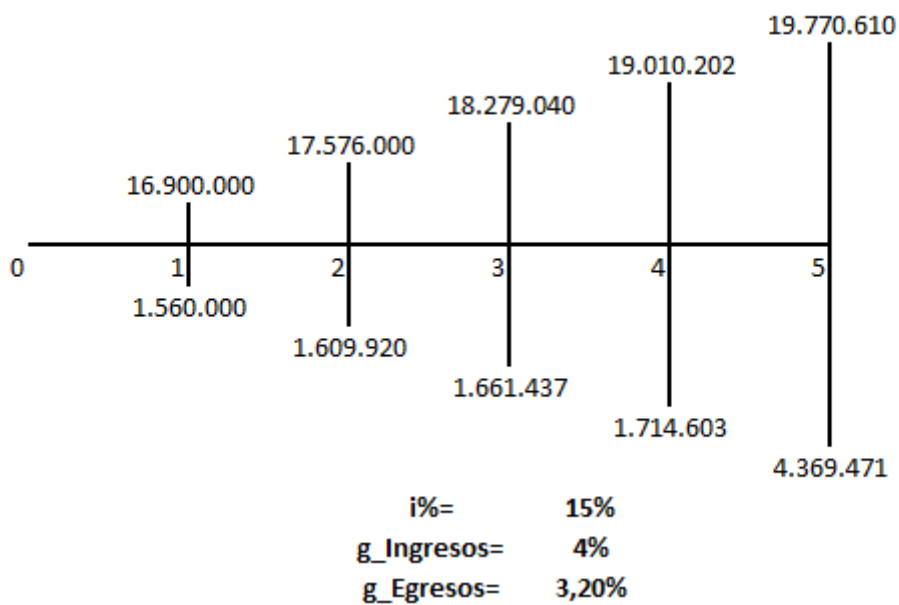 19.770.610
19.010.202
18.279.040
17.576.000
16.900.000
0 1 2 3 4 5
1.560.000
1.609.920
1.661.437
1.714.603
4.369.471
i%= 15%
g_Ingresos= 4%
g_Egresos= 3,20%